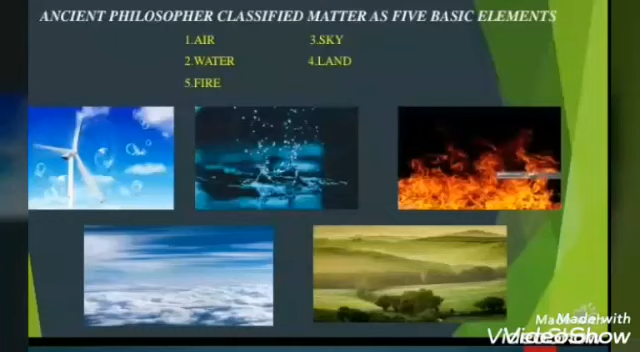 ANCIENT PHILOSOPHER CLASSIFIED MATTER AS FIVE BASIC ELEMENTS
1.AIR 3.SKY
2.WATER 4.LAND
5.FIRE
Made with
VideoShow